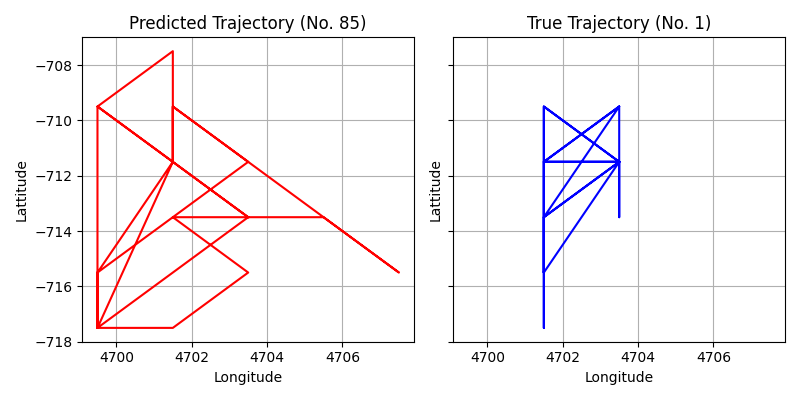 Predicted Trajectory (No. 85)
Lattitude
−708
−710
−712
−714
−716
−718
4700
4702
4704
4706
Longitude
True Trajectory (No. 1)
Lattitude
4700
4702
4704
4706
Longitude